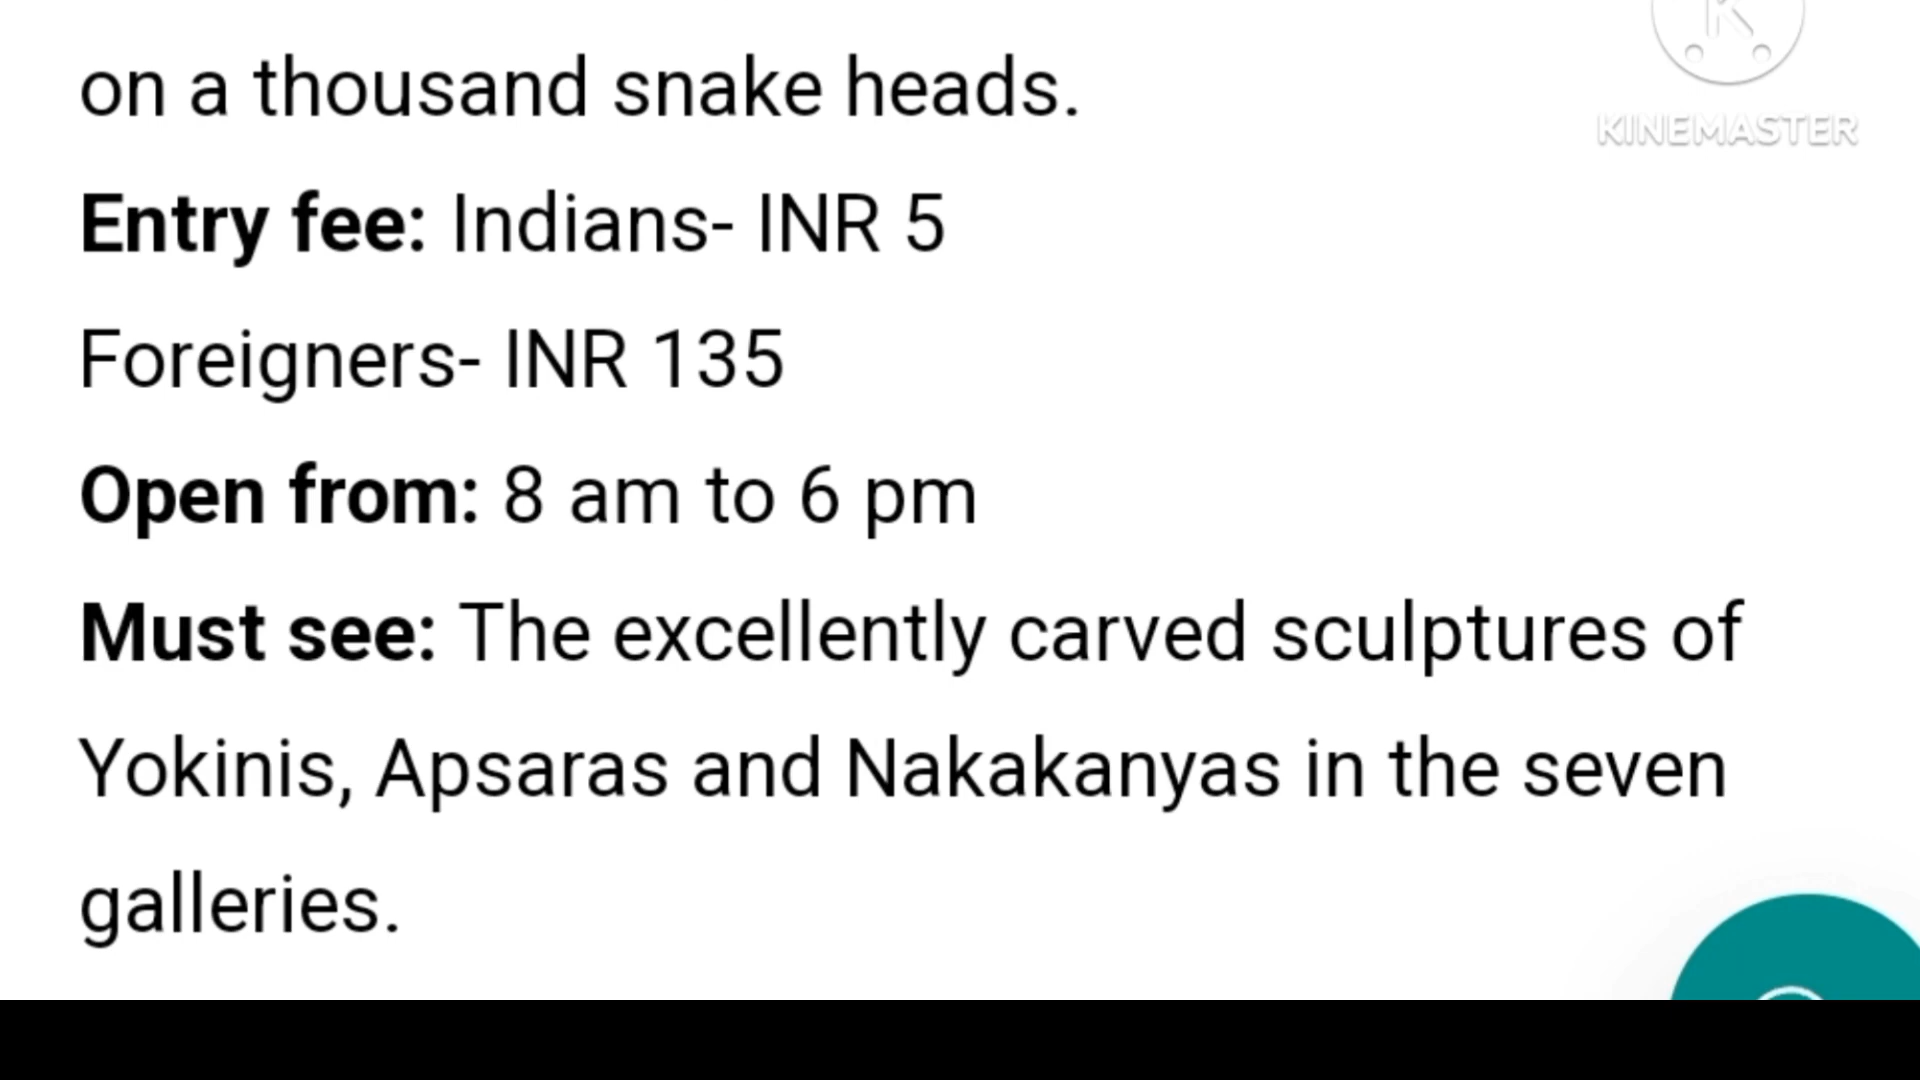 K
KINEMASTER
on a thousand snake heads.
Entry fee: Indians- INR 5
Foreigners- INR 135
Open from: 8 am to 6 pm
Must see: The excellently carved sculptures of
Yokinis, Apsaras and Nakakanyas in the seven
galleries.